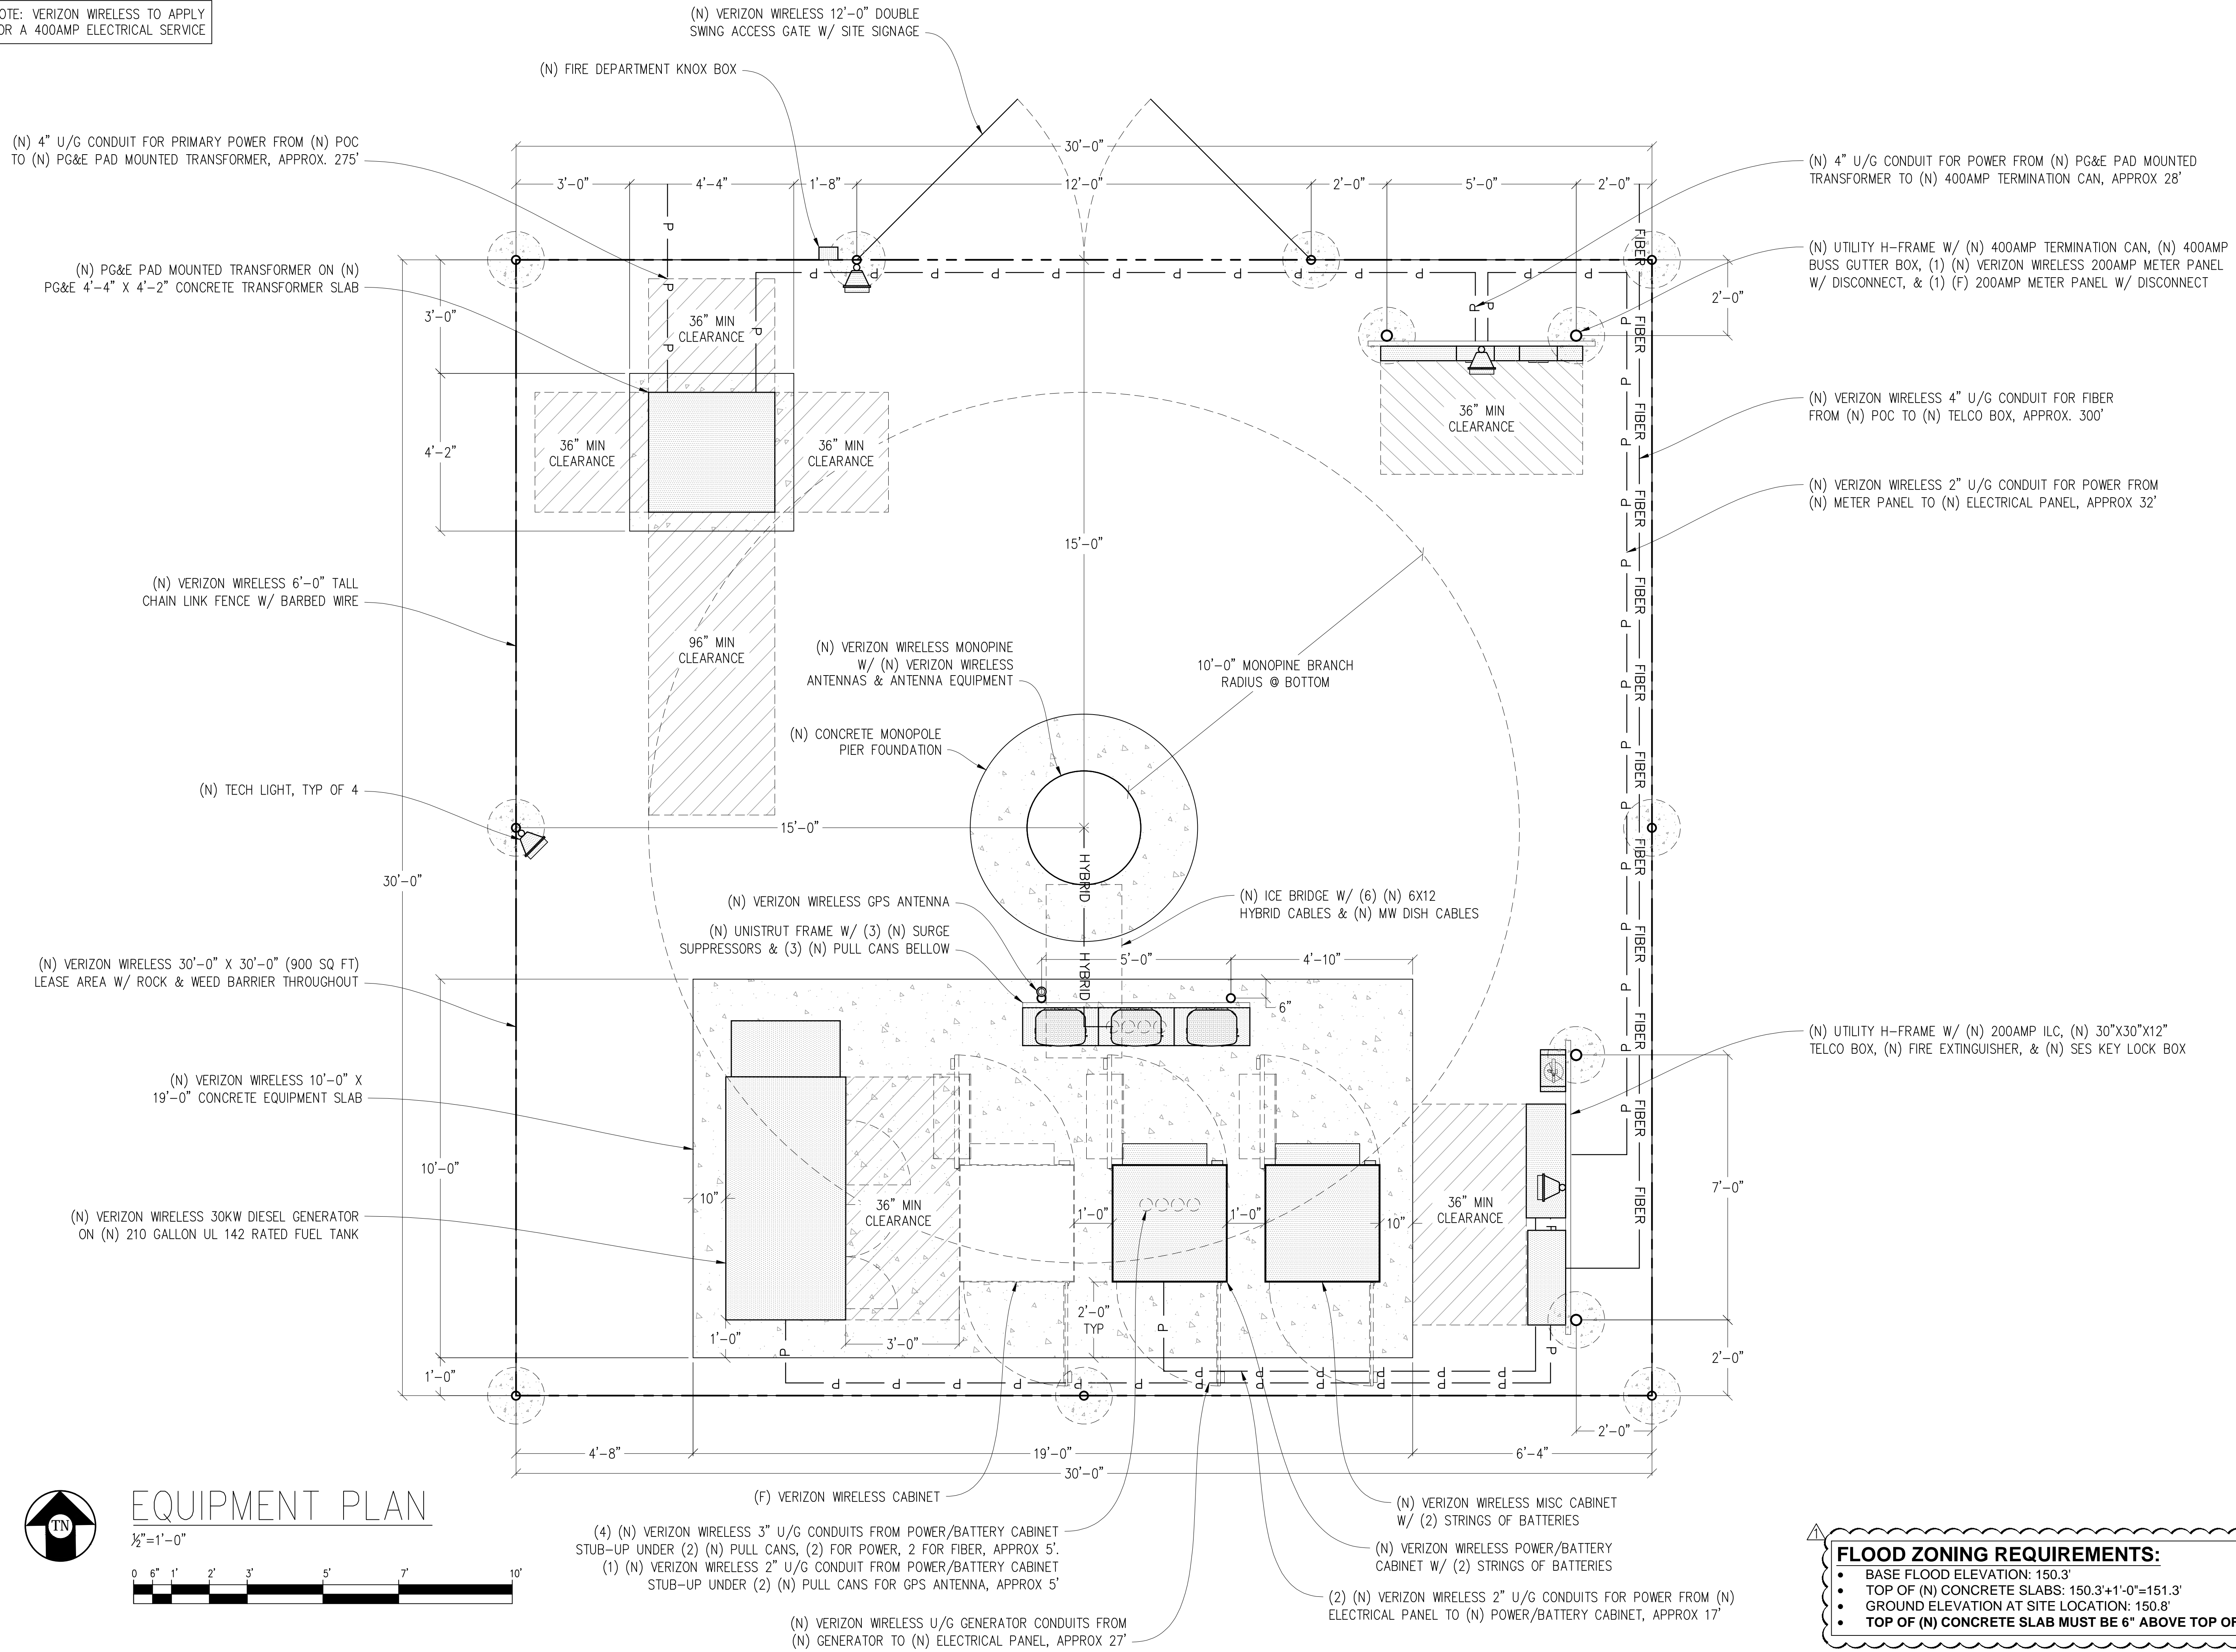 OTE: VERIZON WIRELESS TO APPLY
OR A 400AMP ELECTRICAL SERVICE
(N) VERIZON WIRELESS 12'-0" DOUBLE
SWING ACCESS GATE W/ SITE SIGNAGE
(N) FIRE DEPARTMENT KNOX BOX
(N) 4" U/G CONDUIT FOR PRIMARY POWER FROM (N) POC
TO (N) PG&E PAD MOUNTED TRANSFORMER, APPROX. 275'
(N) PG&E PAD MOUNTED TRANSFORMER ON (N)
PG&E 4'-4" X 4'-2" CONCRETE TRANSFORMER SLAB
(N) VERIZON WIRELESS 6'-0" TALL
CHAIN LINK FENCE W/ BARBED WIRE
(N) TECH LIGHT, TYP OF 4
(N) VERIZON WIRELESS 30'-0" X 30'-0" (900 SQ FT)
LEASE AREA W/ ROCK & WEED BARRIER THROUGHOUT
(N) VERIZON WIRELESS 10'-0" X
19'-0" CONCRETE EQUIPMENT SLAB
(N) VERIZON WIRELESS 30KW DIESEL GENERATOR
ON (N) 210 GALLON UL 142 RATED FUEL TANK
30'-0"
3'-0"
4'-4"
1'-8"
12'-0"
2'-0"
5'-0"
2'-0"
3'-0"
4'-2"
30'-0"
10'-0"
1'-0"
36" MIN
CLEARANCE
36" MIN
CLEARANCE
36" MIN
CLEARANCE
96" MIN
CLEARANCE
36" MIN
CLEARANCE
2'-0"
15'-0"
15'-0"
(N) VERIZON WIRELESS MONOPINE
W/ (N) VERIZON WIRELESS
ANTENNAS & ANTENNA EQUIPMENT
10'-0" MONOPINE BRANCH
RADIUS @ BOTTOM
(N) CONCRETE MONOPOLE
PIER FOUNDATION
HYBRID
HYBRID
(N) VERIZON WIRELESS GPS ANTENNA
(N) UNISTRUT FRAME W/ (3) (N) SURGE
SUPPRESSORS & (3) (N) PULL CANS BELLOW
(N) ICE BRIDGE W/ (6) (N) 6X12
HYBRID CABLES & (N) MW DISH CABLES
5'-0"
4'-10"
6"
10"
36" MIN
CLEARANCE
1'-0"
1'-0"
10"
36" MIN
CLEARANCE
7'-0"
2'-0"
TYP
1'-0"
3'-0"
2'-0"
2'-0"
4'-8"
19'-0"
6'-4"
30'-0"
P
P
P
P
P
P
FIBER
FIBER
FIBER
FIBER
FIBER
FIBER
FIBER
FIBER
FIBER
FIBER
FIBER
FIBER
(N) 4" U/G CONDUIT FOR POWER FROM (N) PG&E PAD MOUNTED
TRANSFORMER TO (N) 400AMP TERMINATION CAN, APPROX 28'
(N) UTILITY H-FRAME W/ (N) 400AMP TERMINATION CAN, (N) 400AMP
BUSS GUTTER BOX, (1) (N) VERIZON WIRELESS 200AMP METER PANEL
W/ DISCONNECT, & (1) (F) 200AMP METER PANEL W/ DISCONNECT
(N) VERIZON WIRELESS 4" U/G CONDUIT FOR FIBER
FROM (N) POC TO (N) TELCO BOX, APPROX. 300'
(N) VERIZON WIRELESS 2" U/G CONDUIT FOR POWER FROM
(N) METER PANEL TO (N) ELECTRICAL PANEL, APPROX 32'
(N) UTILITY H-FRAME W/ (N) 200AMP ILC, (N) 30"X30"X12"
TELCO BOX, (N) FIRE EXTINGUISHER, & (N) SES KEY LOCK BOX
(F) VERIZON WIRELESS CABINET
(4) (N) VERIZON WIRELESS 3" U/G CONDUITS FROM POWER/BATTERY CABINET
STUB-UP UNDER (2) (N) PULL CANS, (2) FOR POWER, 2 FOR FIBER, APPROX 5'.
(1) (N) VERIZON WIRELESS 2" U/G CONDUIT FROM POWER/BATTERY CABINET
STUB-UP UNDER (2) (N) PULL CANS FOR GPS ANTENNA, APPROX 5'
(N) VERIZON WIRELESS U/G GENERATOR CONDUITS FROM
(N) GENERATOR TO (N) ELECTRICAL PANEL, APPROX 27'
(N) VERIZON WIRELESS MISC CABINET
W/ (2) STRINGS OF BATTERIES
(N) VERIZON WIRELESS POWER/BATTERY
CABINET W/ (2) STRINGS OF BATTERIES
(2) (N) VERIZON WIRELESS 2" U/G CONDUITS FOR POWER FROM (N)
ELECTRICAL PANEL TO (N) POWER/BATTERY CABINET, APPROX 17'
TN
EQUIPMENT PLAN
½"=1'-0"
0 6" 1' 2' 3' 5' 7' 10'
1
FLOOD ZONING REQUIREMENTS:
• BASE FLOOD ELEVATION: 150.3'
• TOP OF (N) CONCRETE SLABS: 150.3'+1'-0"=151.3'
• GROUND ELEVATION AT SITE LOCATION: 150.8'
• TOP OF (N) CONCRETE SLAB MUST BE 6" ABOVE TOP OF